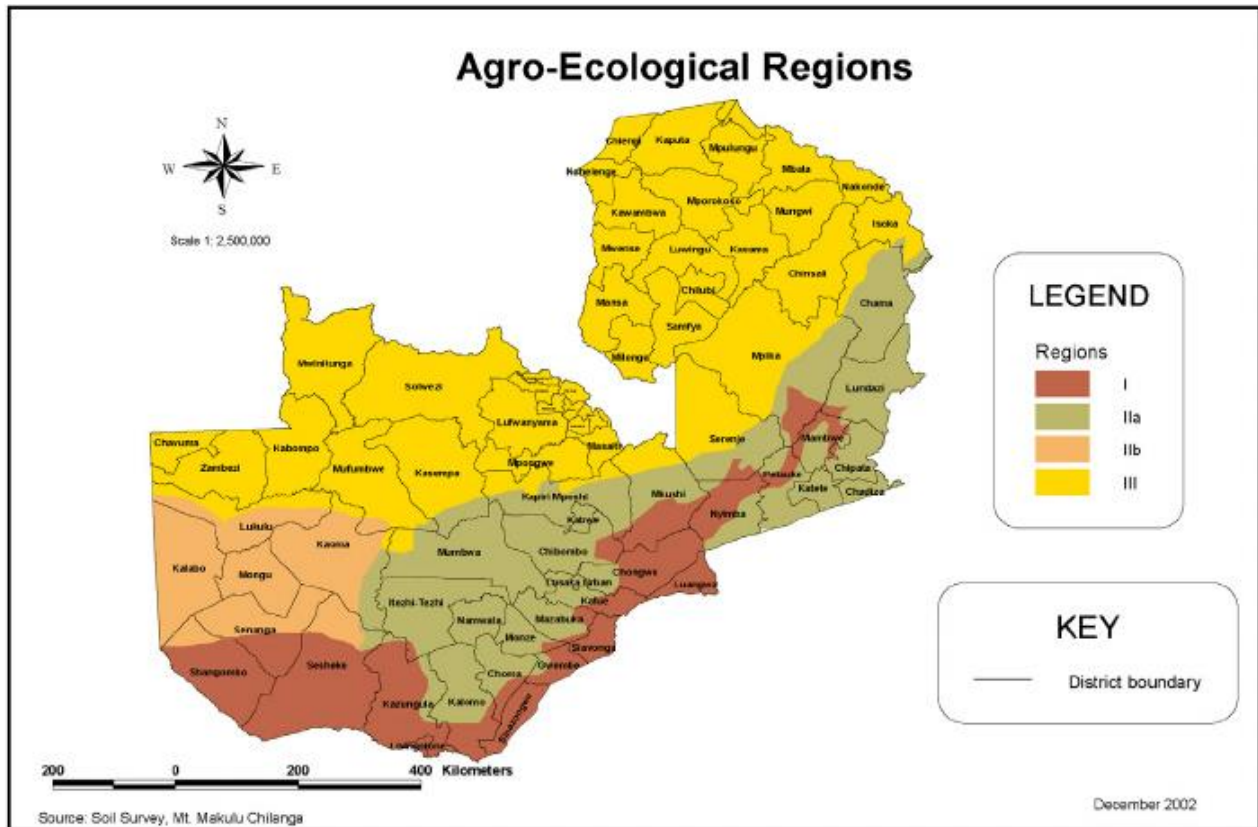 Agro-Ecological Regions
N
W E
S
Scale 1: 2,500,000
Chiengi
Kaputa
Mpulungu
Mbala
Nakonde
Kawambwa
Mporokoso
Mungwi
Isoka
Mwense
Luwingu
Kasama
Chinsali
Mansa
Chilubi
Samfya
Milenge
Mpika
Chama
Lundazi
Mwinilunga
Solwezi
Lufwanyama
Masaiti
Serenje
Mambwe
Chavuma
Zambezi
Kabompo
Mufumbwe
Kasempa
Mpongwe
Petauke
Chipata
Katete
Chadiza
Kapiri Mposhi
Mkushi
Nyimba
Lukulu
Kaoma
Kabwe
Kalabo
Mongu
Mumbwa
Chibombo
Chongwe
Luangwa
Lusaka Urban
Itezhi-Tezhi
Kafue
Namwala
Mazabuka
Senanga
Monze
Siavonga
Shangombo
Sesheke
Choma
Gwembe
Kazungula
Kalomo
Sinazongwe
Livingstone
LEGEND
Regions
I
IIa
IIb
III
KEY
District boundary
200 0 200 400 Kilometers
Source: Soil Survey, Mt. Makulu Chilanga
December 2002